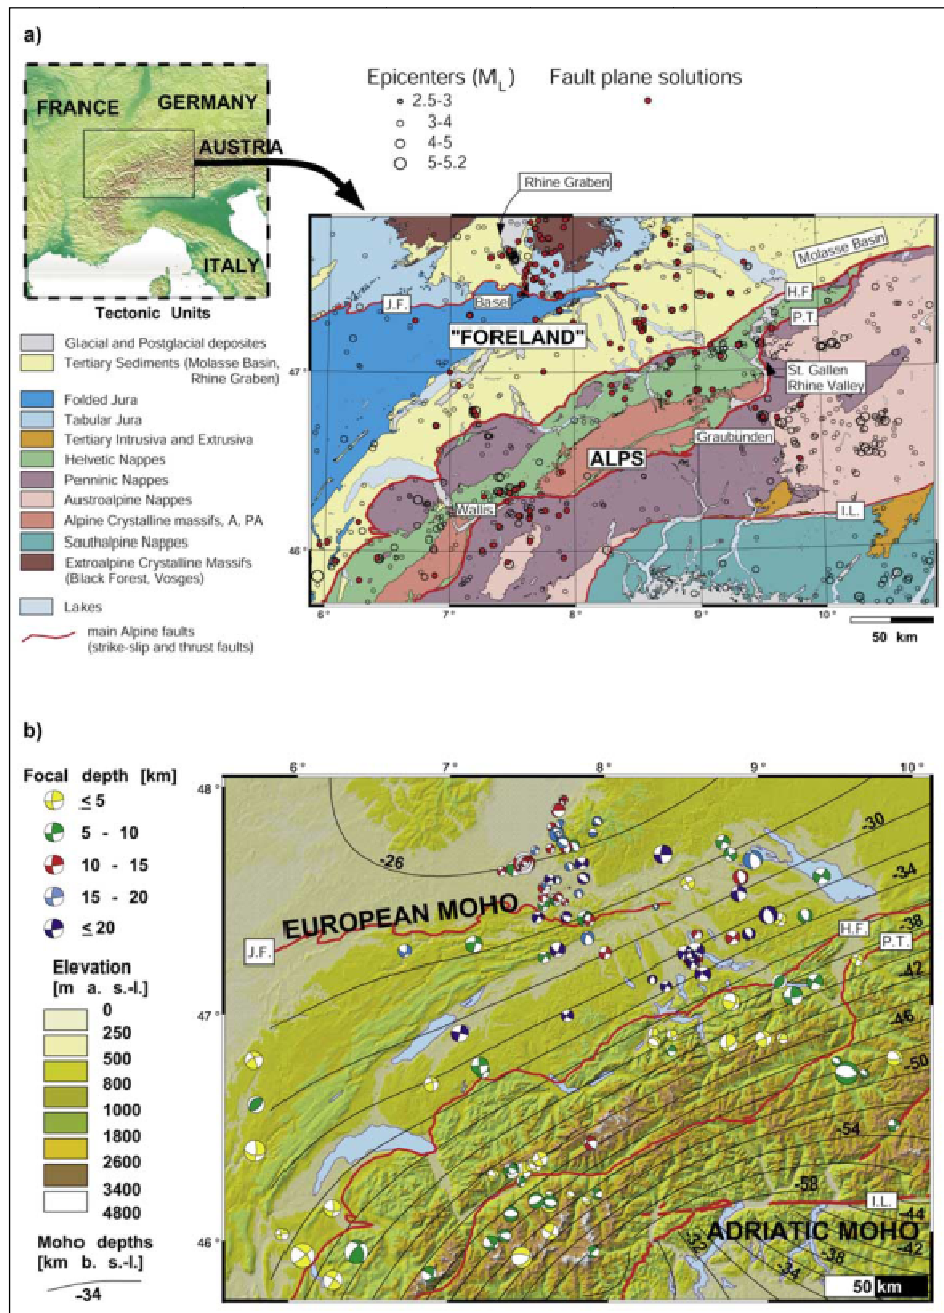 a)
FRANCE
GERMANY
AUSTRIA
ITALY
Epicenters (M_L)
2.5-3
3-4
4-5
5-5.2
Fault plane solutions
Rhine Graben
Molasse Basin
J.F.
Basel
H.F
P.T.
"FORELAND"
St. Gallen
Rhine Valley
Graubünden
ALPS
Wallis
I.L.
47°
46°
6° 7° 8° 9° 10°
50 km
Tectonic Units
Glacial and Postglacial deposites
Tertiary Sediments (Molasse Basin,
Rhine Graben)
Folded Jura
Tabular Jura
Tertiary Intrusiva and Extrusiva
Helvetic Nappes
Penninic Nappes
Austroalpine Nappes
Alpine Crystalline massifs, A, PA
Southalpine Nappes
Extroalpine Crystalline Massifs
(Black Forest, Vosges)
Lakes
main Alpine faults
(strike-slip and thrust faults)
b)
Focal depth [km]
≤ 5
5 - 10
10 - 15
15 - 20
≤ 20
Elevation
[m a. s.-l.]
0
250
500
800
1000
1800
2600
3400
4800
Moho depths
[km b. s.-l.]
-34
6° 7° 8° 9° 10°
48°
47°
46°
-26
-30
-34
-38
-42
46
-50
-54
-58
-44
-42
-38
-34
EUROPEAN MOHO
J.F.
H.F.
P.T.
I.L.
ADRIATIC MOHO
50 km